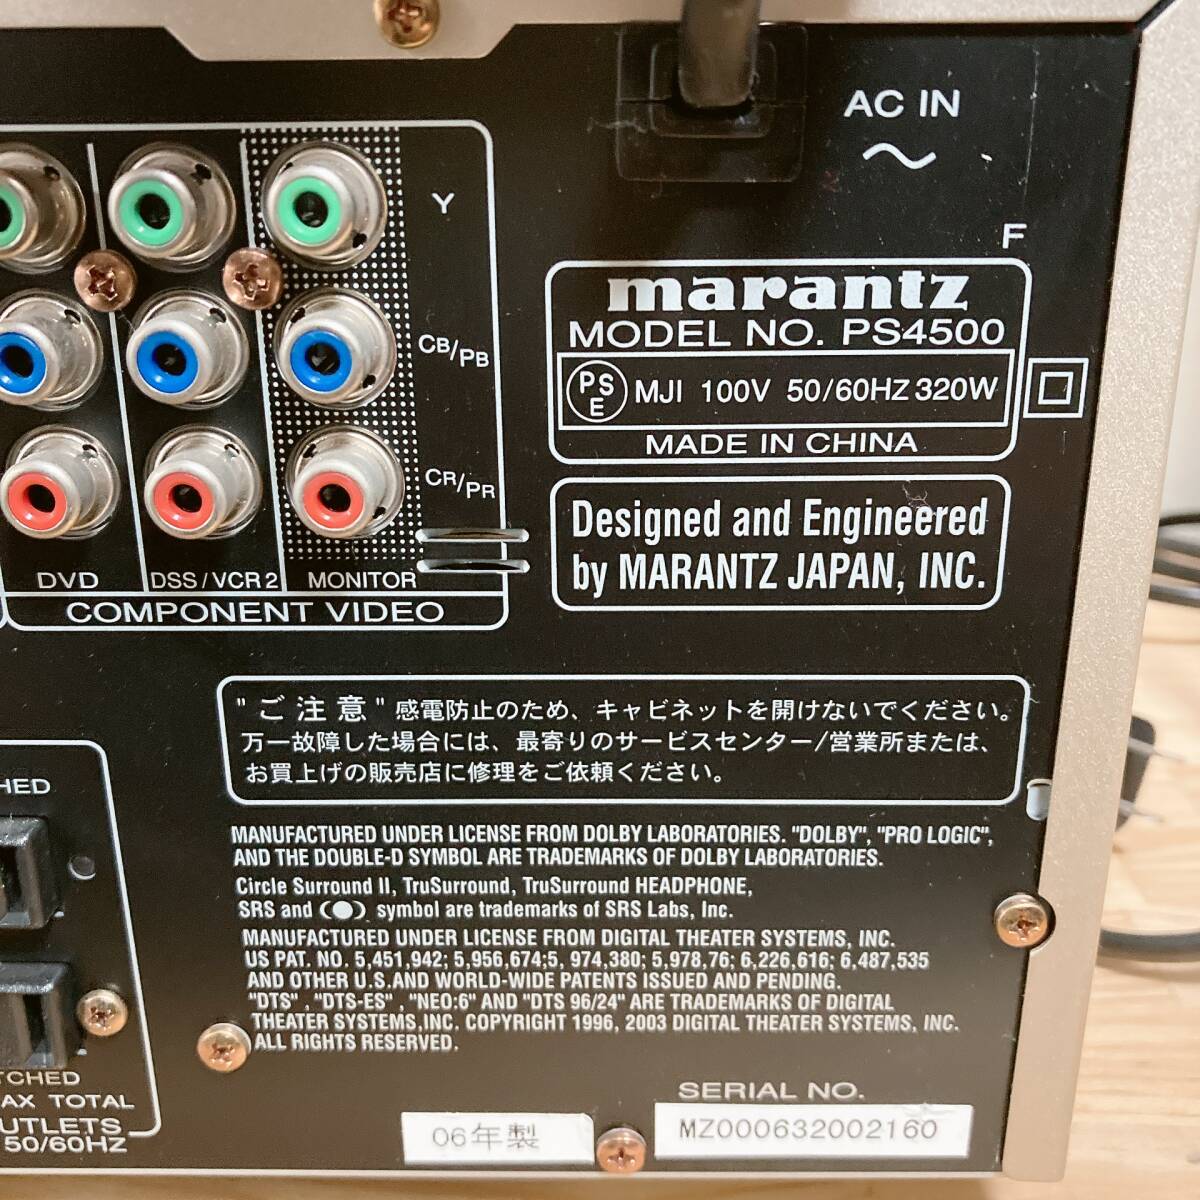 AC IN
F
marantz
MODEL NO. PS4500
PSE MJI 100V 50/60HZ 320W
MADE IN CHINA
Designed and Engineered
by MARANTZ JAPAN, INC.
Y
CB/PB
CR/PR
DVD
DSS/VCR 2
MONITOR
COMPONENT VIDEO
"ご注意" 感電防止のため、キャビネットを開けないでください。
万一故障した場合には、最寄りのサービスセンター/営業所または、
お買上げの販売店に修理をご依頼ください。
MANUFACTURED UNDER LICENSE FROM DOLBY LABORATORIES. "DOLBY", "PRO LOGIC",
AND THE DOUBLE-D SYMBOL ARE TRADEMARKS OF DOLBY LABORATORIES.
Circle Surround II, TruSurround, TruSurround HEADPHONE,
SRS and symbol are trademarks of SRS Labs, Inc.
MANUFACTURED UNDER LICENSE FROM DIGITAL THEATER SYSTEMS, INC.
US PAT. NO. 5,451,942; 5,956,674;5, 974,380; 5,978,76; 6,226,616; 6,487,535
AND OTHER U.S.AND WORLD-WIDE PATENTS ISSUED AND PENDING.
"DTS" , "DTS-ES" , "NEO:6" AND "DTS 96/24" ARE TRADEMARKS OF DIGITAL
THEATER SYSTEMS,INC. COPYRIGHT 1996, 2003 DIGITAL THEATER SYSTEMS, INC.
ALL RIGHTS RESERVED.
HED
TCHED
AX TOTAL
UTLETS
50/60HZ
SERIAL NO.
06年製
MZ000632002160